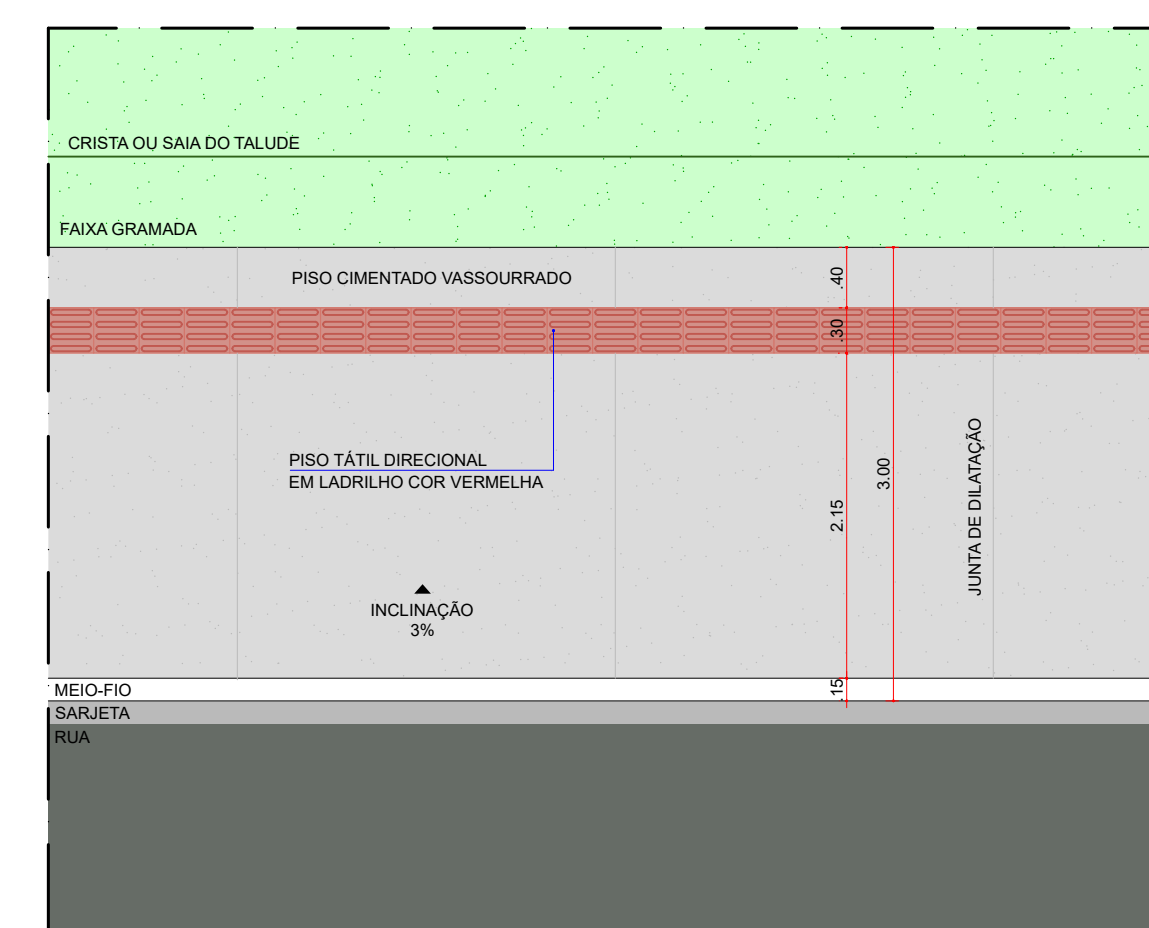 CRISTA OU SAIA DO TALUDE
FAIXA GRAMADA
PISO CIMENTADO VASSOURRADO
.40
.30
PISO TÁTIL DIRECIONAL
EM LADRILHO COR VERMELHA
2.15
3.00
JUNTA DE DILATAÇÃO
INCLINAÇÃO
3%
MEIO-FIO
.15
SARJETA
RUA